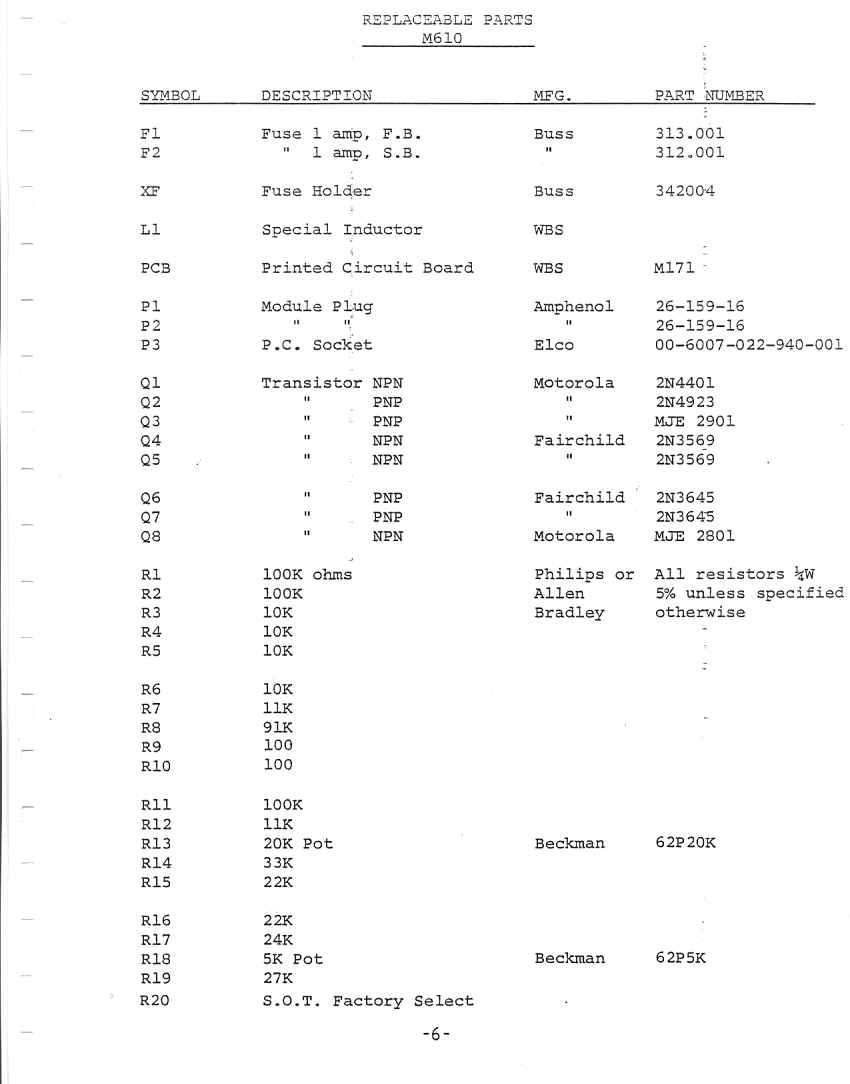 REPLACEABLE PARTS
M610
SYMBOL DESCRIPTION MFG. PART NUMBER
F1 Fuse 1 amp, F.B. Buss 313.001
F2 " 1 amp, S.B. " 312.001
XF Fuse Holder Buss 342004
L1 Special Inductor WBS
PCB Printed Circuit Board WBS M171
P1 Module Plug Amphenol 26-159-16
P2 " " " 26-159-16
P3 P.C. Socket Elco 00-6007-022-940-001
Q1 Transistor NPN Motorola 2N4401
Q2 " PNP " 2N4923
Q3 " PNP " MJE 2901
Q4 " NPN Fairchild 2N3569
Q5 " NPN " 2N3569
Q6 " PNP Fairchild 2N3645
Q7 " PNP " 2N3645
Q8 " NPN Motorola MJE 2801
R1 100K ohms Philips or All resistors ¼W
R2 100K Allen 5% unless specified
R3 10K Bradley otherwise
R4 10K
R5 10K
R6 10K
R7 11K
R8 91K
R9 100
R10 100
R11 100K
R12 11K
R13 20K Pot Beckman 62P20K
R14 33K
R15 22K
R16 22K
R17 24K
R18 5K Pot Beckman 62P5K
R19 27K
R20 S.O.T. Factory Select
-6-